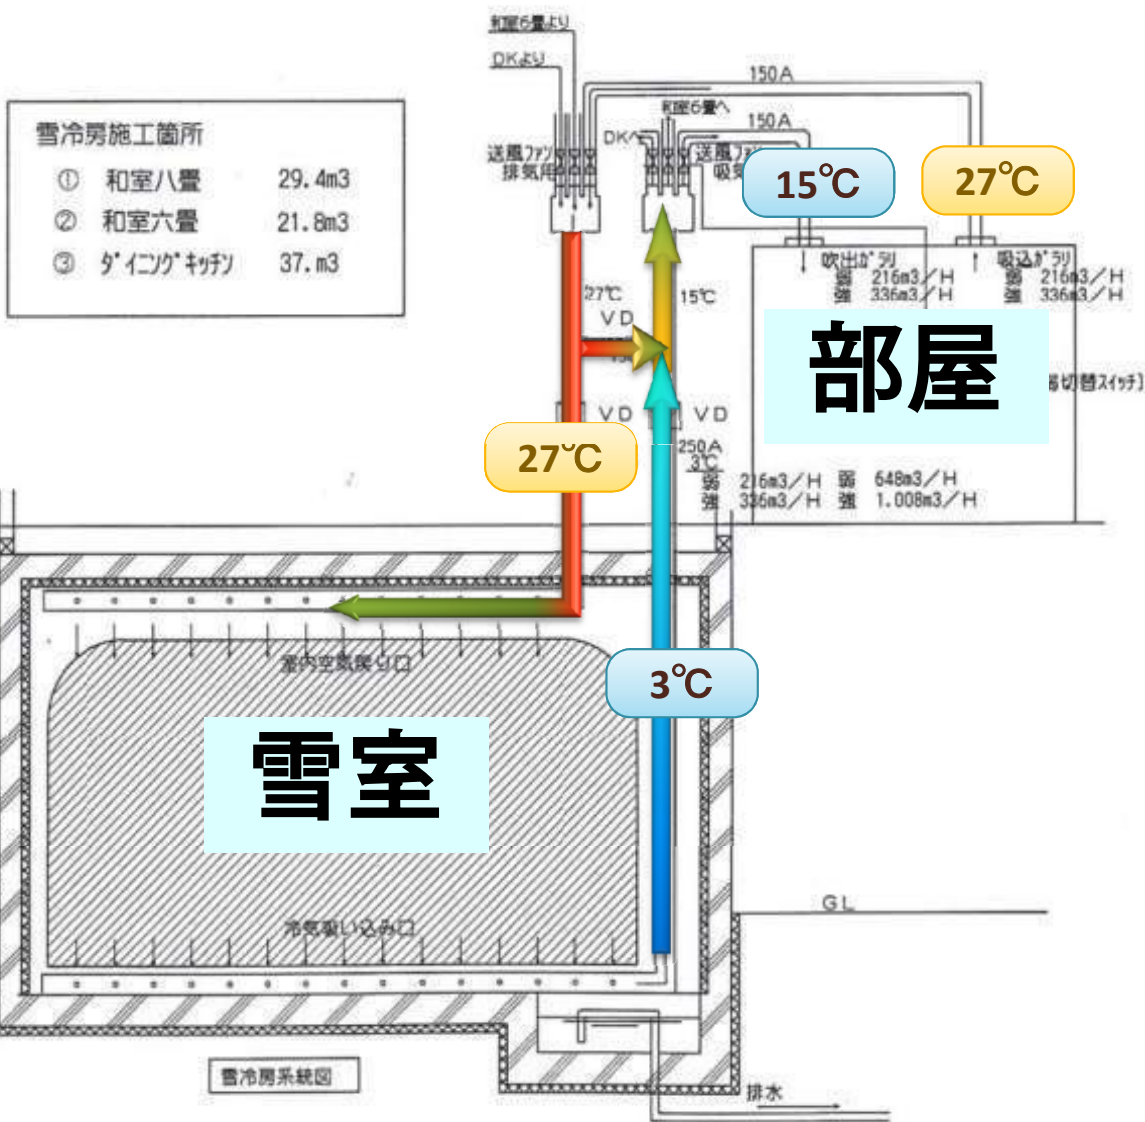 和室6畳より
DKより
150A
和室6畳へ
150A
DKへ
送風ファン
排気用
送風ファン
吸気
雪冷房施工箇所
① 和室八畳 29.4m3
② 和室六畳 21.8m3
③ ダイニングキッチン 37.m3
15℃
27℃
吹出ガラリ
弱 216m3/H
強 336m3/H
吸込ガラリ
弱 216m3/H
強 336m3/H
27℃
15℃
VD
部屋
切替スイッチ]
VD
VD
27℃
250A
3℃
弱 216m3/H 弱 648m3/H
強 336m3/H 強 1.008m3/H
室内空気戻り口
3℃
雪室
冷気吸い込み口
GL
雪冷房系統図
排水